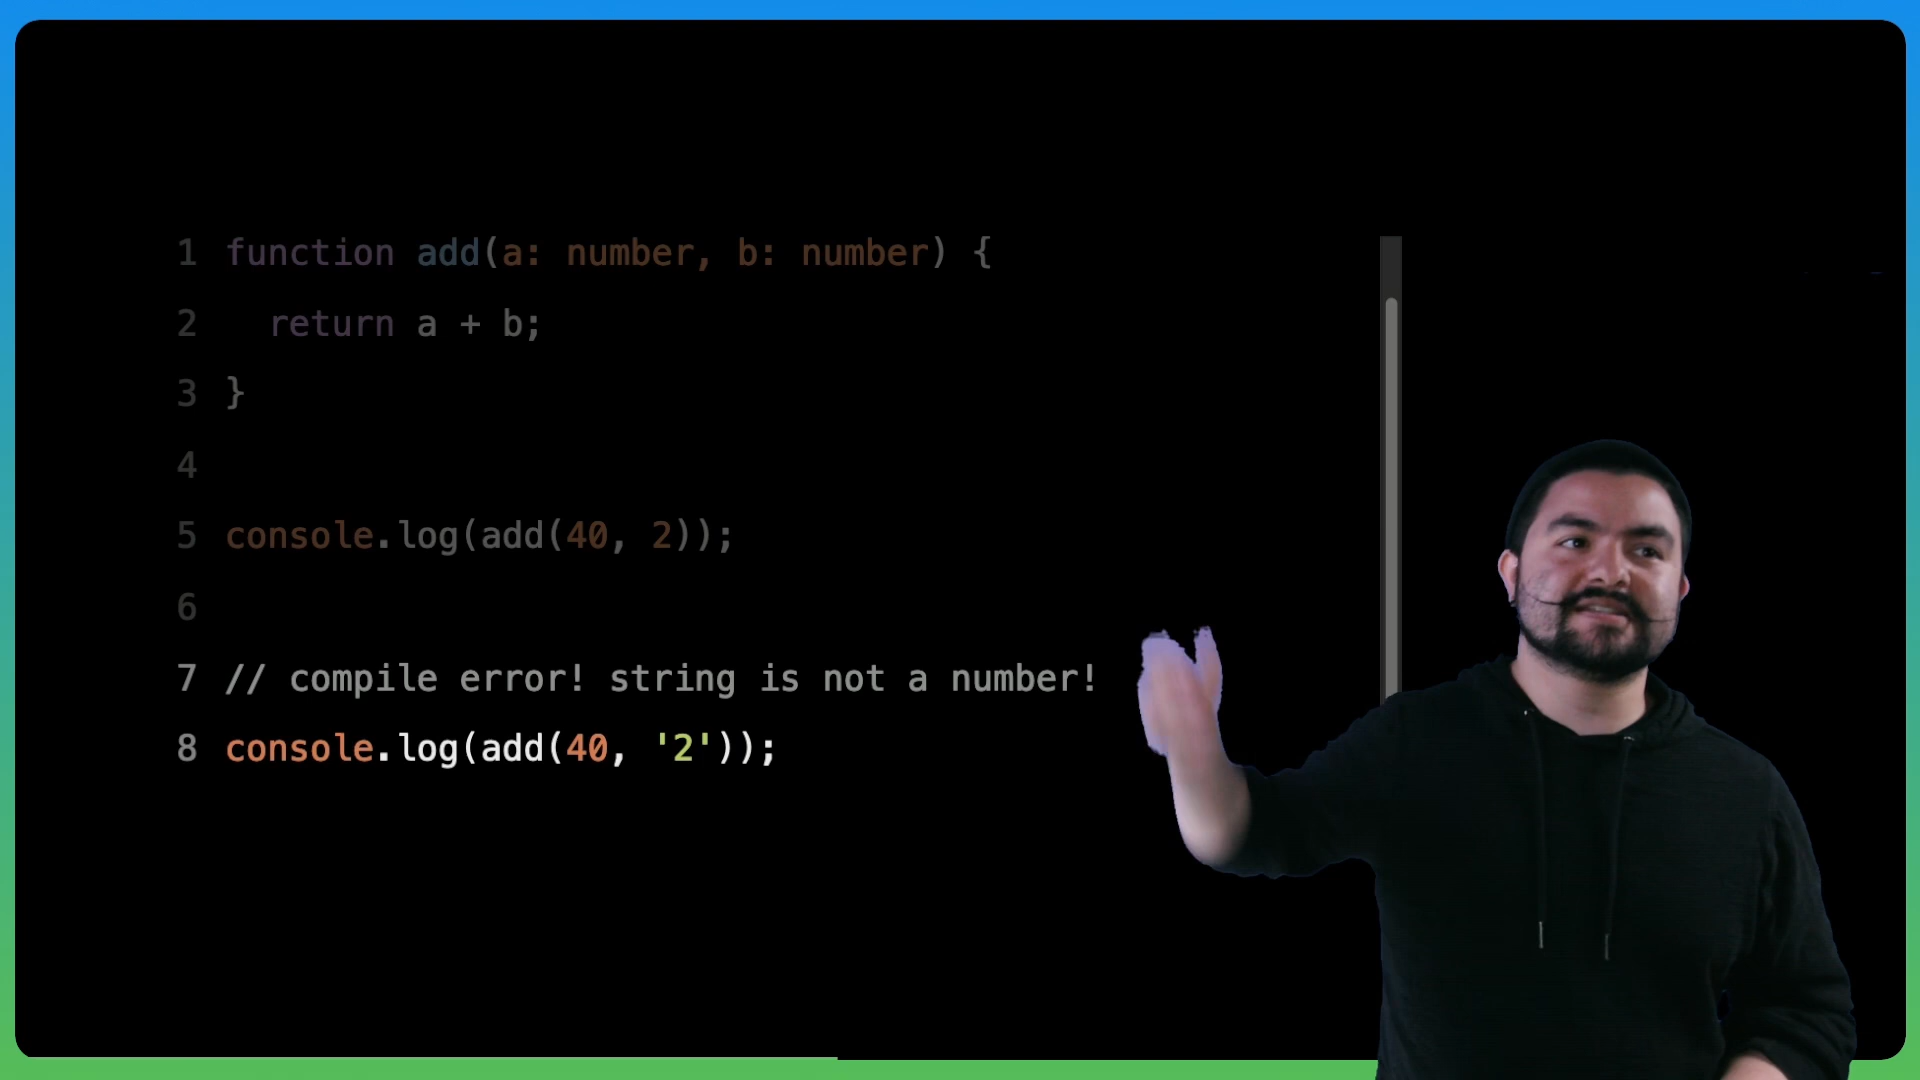 1 function add(a: number, b: number) {
2   return a + b;
3 }
4
5 console.log(add(40, 2));
6
7 // compile error! string is not a number!
8 console.log(add(40, '2'));